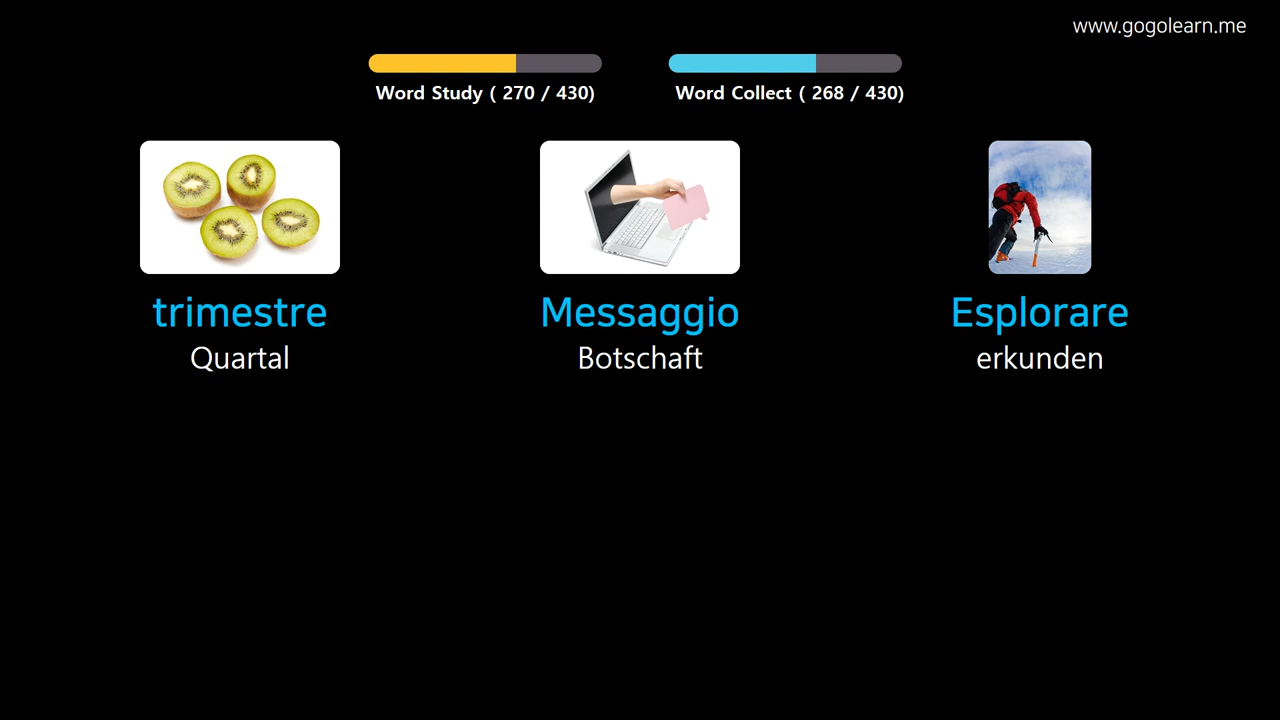 www.gogolearn.me
Word Study ( 270 / 430)
Word Collect ( 268 / 430)
trimestre
Quartal
Messaggio
Botschaft
Esplorare
erkunden